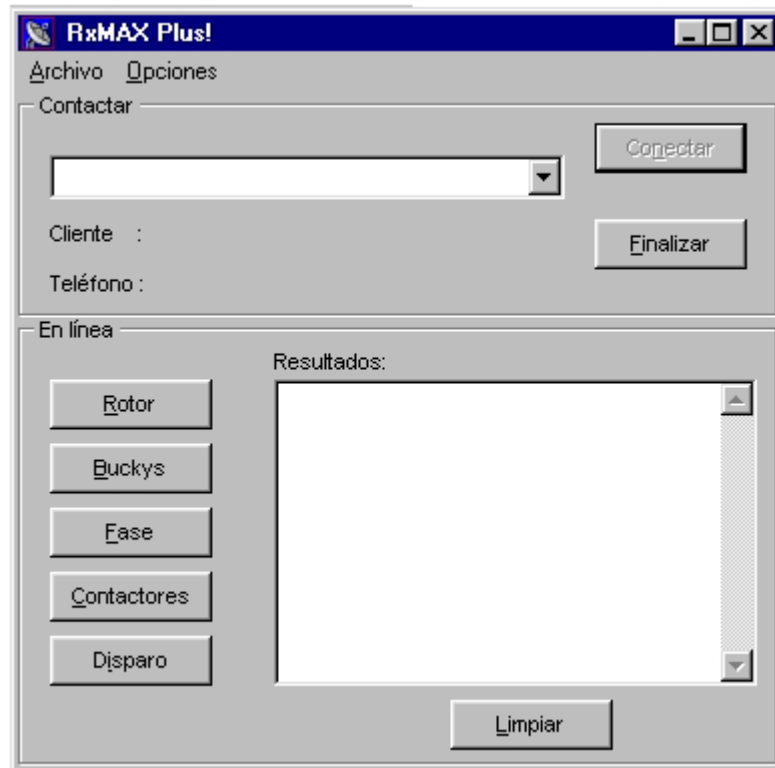 RxMAX Plus!
Archivo Opciones
Contactar
Conectar
Cliente :
Finalizar
Teléfono :
En línea
Resultados:
Rotor
Buckys
Fase
Contactores
Disparo
Limpiar